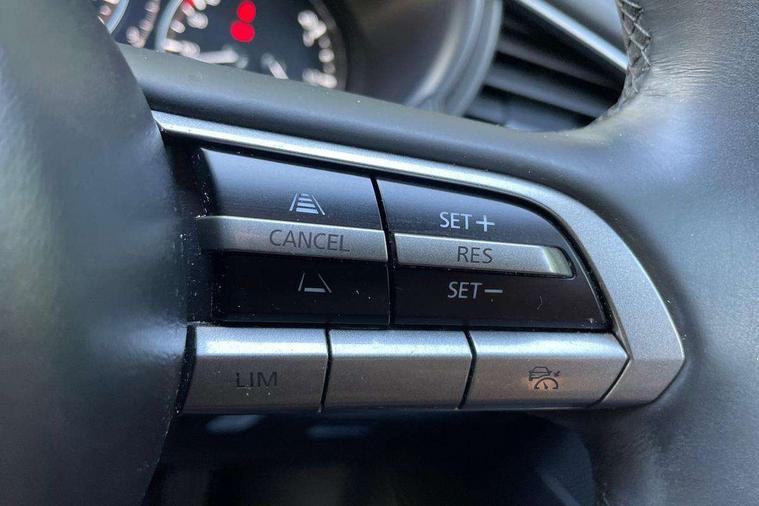 SET+
CANCEL
RES
SET-
LIM